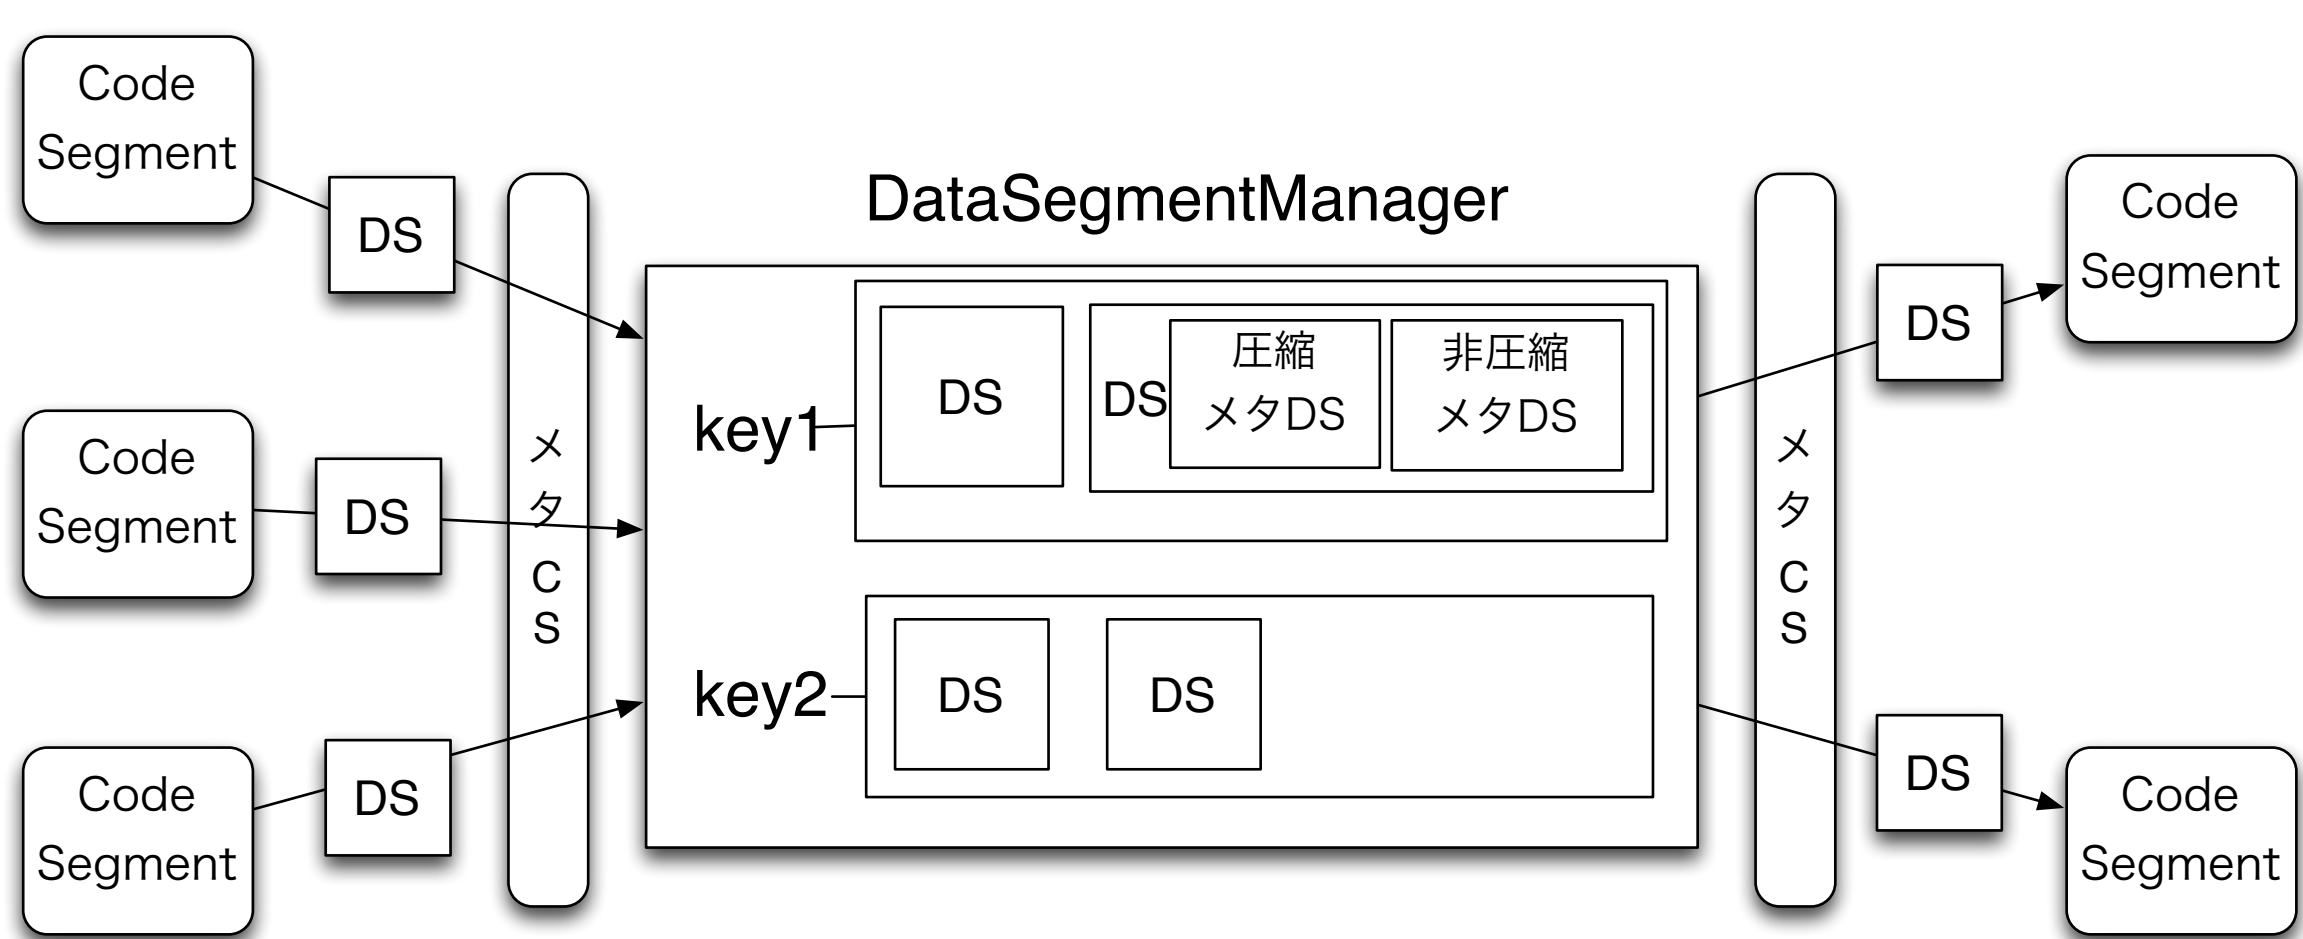 Code
Segment
DS
Code
Segment
DS
Code
Segment
DS
メ
タ
C
S
DataSegmentManager
key1
DS
DS
圧縮
メタDS
非圧縮
メタDS
key2
DS
DS
メ
タ
C
S
DS
Code
Segment
DS
Code
Segment